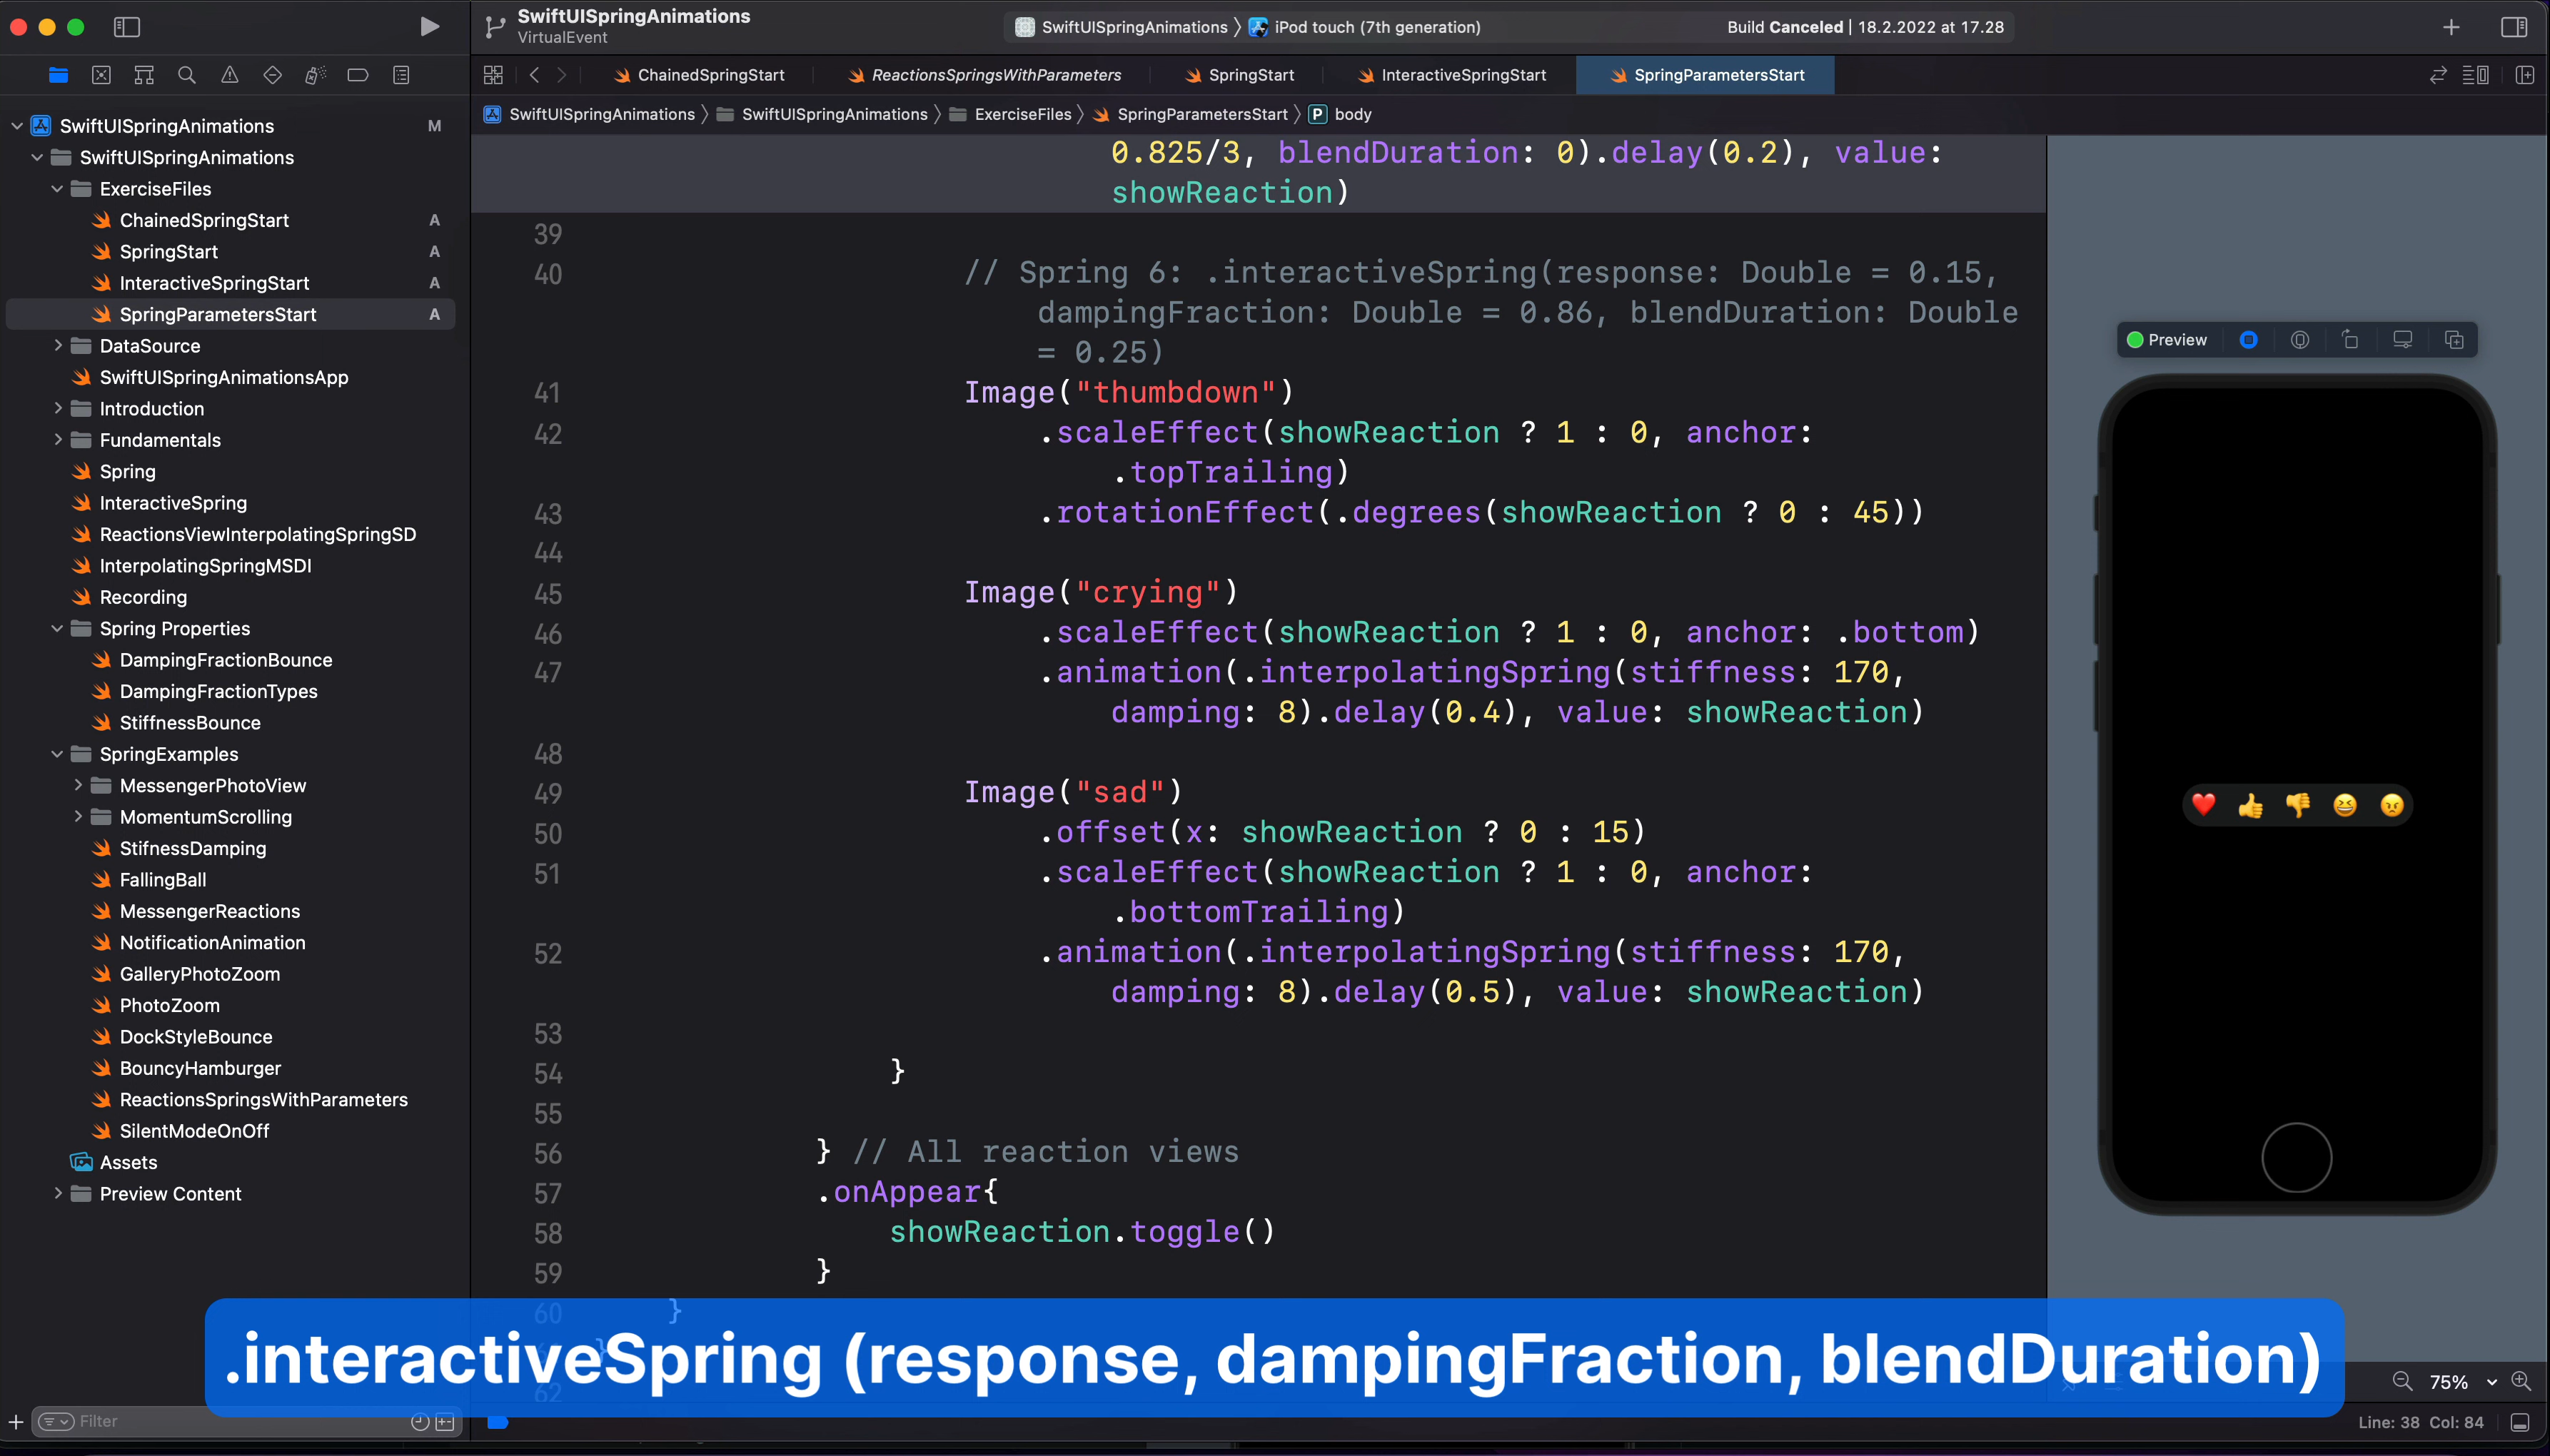 SwiftUISpringAnimations
VirtualEvent
SwiftUISpringAnimations 〉 iPod touch (7th generation)
Build Canceled | 18.2.2022 at 17.28
ChainedSpringStart
ReactionsSpringsWithParameters
SpringStart
InteractiveSpringStart
SpringParametersStart
SwiftUISpringAnimations 〉 SwiftUISpringAnimations 〉 ExerciseFiles 〉 SpringParametersStart 〉 P body
SwiftUISpringAnimations M
SwiftUISpringAnimations
ExerciseFiles
ChainedSpringStart A
SpringStart A
InteractiveSpringStart A
SpringParametersStart A
DataSource
SwiftUISpringAnimationsApp
Introduction
Fundamentals
Spring
InteractiveSpring
ReactionsViewInterpolatingSpringSD
InterpolatingSpringMSDI
Recording
Spring Properties
DampingFractionBounce
DampingFractionTypes
StiffnessBounce
SpringExamples
MessengerPhotoView
MomentumScrolling
StifnessDamping
FallingBall
MessengerReactions
NotificationAnimation
GalleryPhotoZoom
PhotoZoom
DockStyleBounce
BouncyHamburger
ReactionsSpringsWithParameters
SilentModeOnOff
Assets
Preview Content
Filter
0.825/3, blendDuration: 0).delay(0.2), value:
showReaction)
39
40 // Spring 6: .interactiveSpring(response: Double = 0.15,
dampingFraction: Double = 0.86, blendDuration: Double
= 0.25)
41 Image("thumbdown")
42 .scaleEffect(showReaction ? 1 : 0, anchor:
.topTrailing)
43 .rotationEffect(.degrees(showReaction ? 0 : 45))
44
45 Image("crying")
46 .scaleEffect(showReaction ? 1 : 0, anchor: .bottom)
47 .animation(.interpolatingSpring(stiffness: 170,
damping: 8).delay(0.4), value: showReaction)
48
49 Image("sad")
50 .offset(x: showReaction ? 0 : 15)
51 .scaleEffect(showReaction ? 1 : 0, anchor:
.bottomTrailing)
52 .animation(.interpolatingSpring(stiffness: 170,
damping: 8).delay(0.5), value: showReaction)
53
54 }
55
56 } // All reaction views
57 .onAppear{
58 showReaction.toggle()
59 }
60 }
.interactiveSpring (response, dampingFraction, blendDuration)
62
Preview
75%
Line: 38 Col: 84